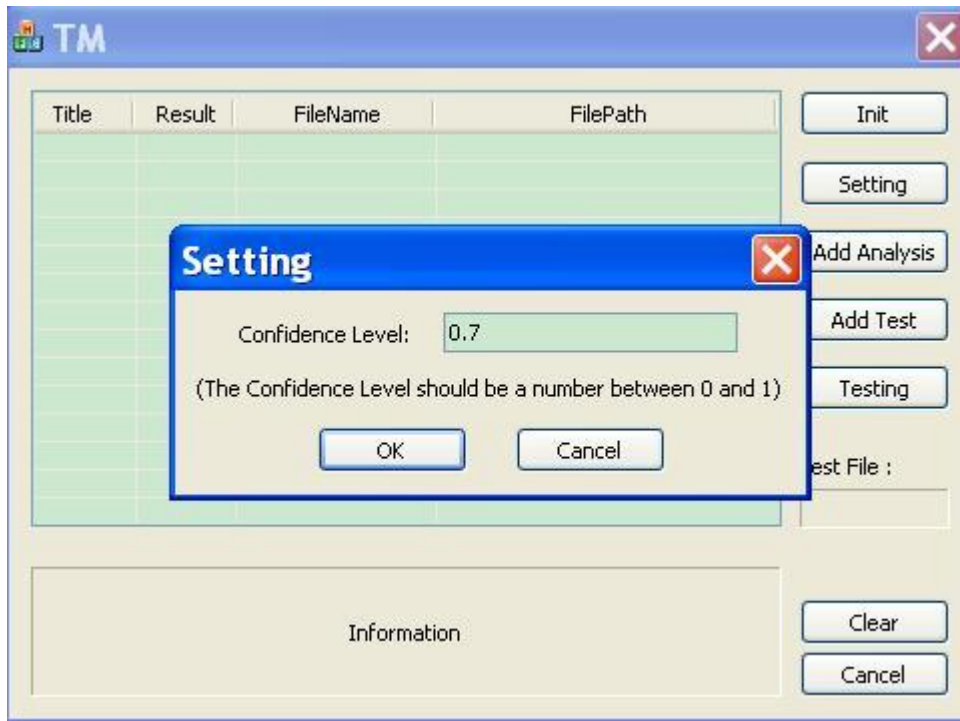 TM
Title Result FileName FilePath
Init
Setting
Add Analysis
Add Test
Testing
Setting
Confidence Level: 0.7
(The Confidence Level should be a number between 0 and 1)
OK Cancel
est File :
Information
Clear
Cancel